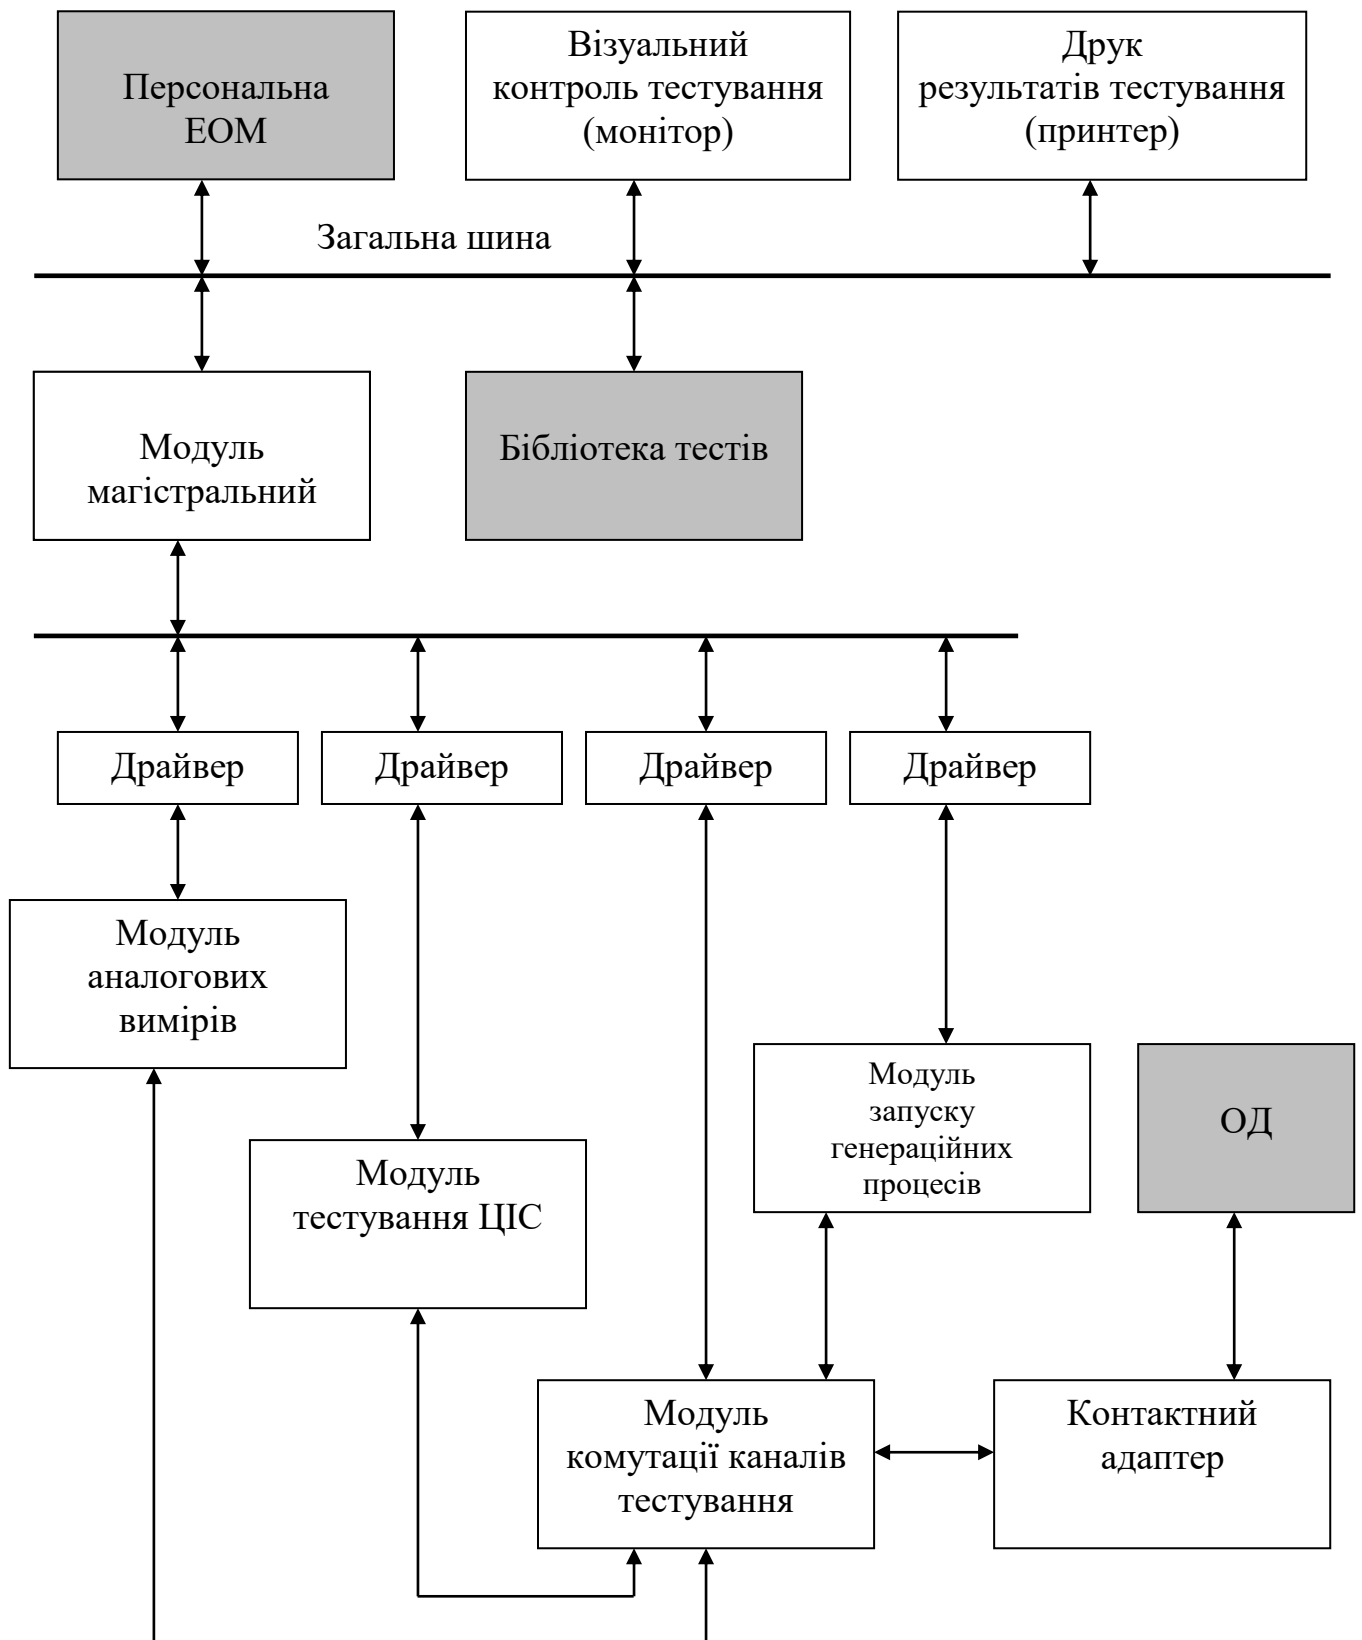 Персональна
ЕОМ
Візуальний
контроль тестування
(монітор)
Друк
результатів тестування
(принтер)
Загальна шина
Модуль
магістральний
Бібліотека тестів
Драйвер
Драйвер
Драйвер
Драйвер
Модуль
аналогових
вимірів
Модуль
запуску
генераційних
процесів
ОД
Модуль
тестування ЦІС
Модуль
комутації каналів
тестування
Контактний
адаптер